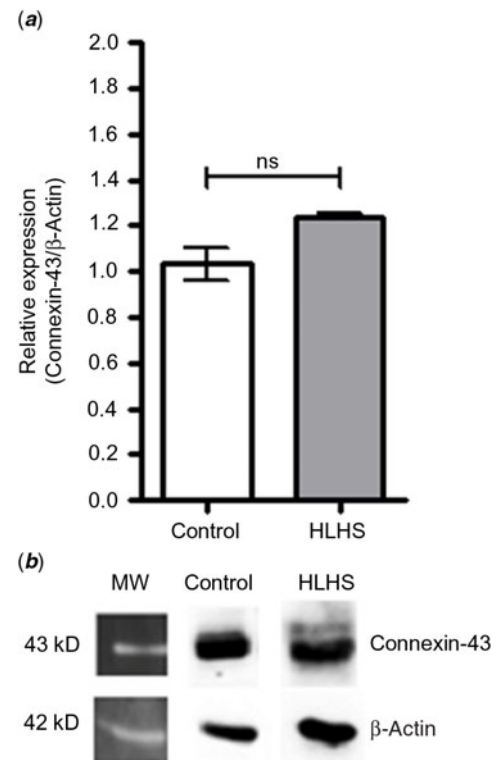 (a)
Relative expression
(Connexin-43/β-Actin)
2.0
1.8
1.6
1.4
1.2
1.0
0.8
0.6
0.4
0.2
0.0
ns
Control HLHS
(b)
MW Control HLHS
43 kD Connexin-43
42 kD β-Actin